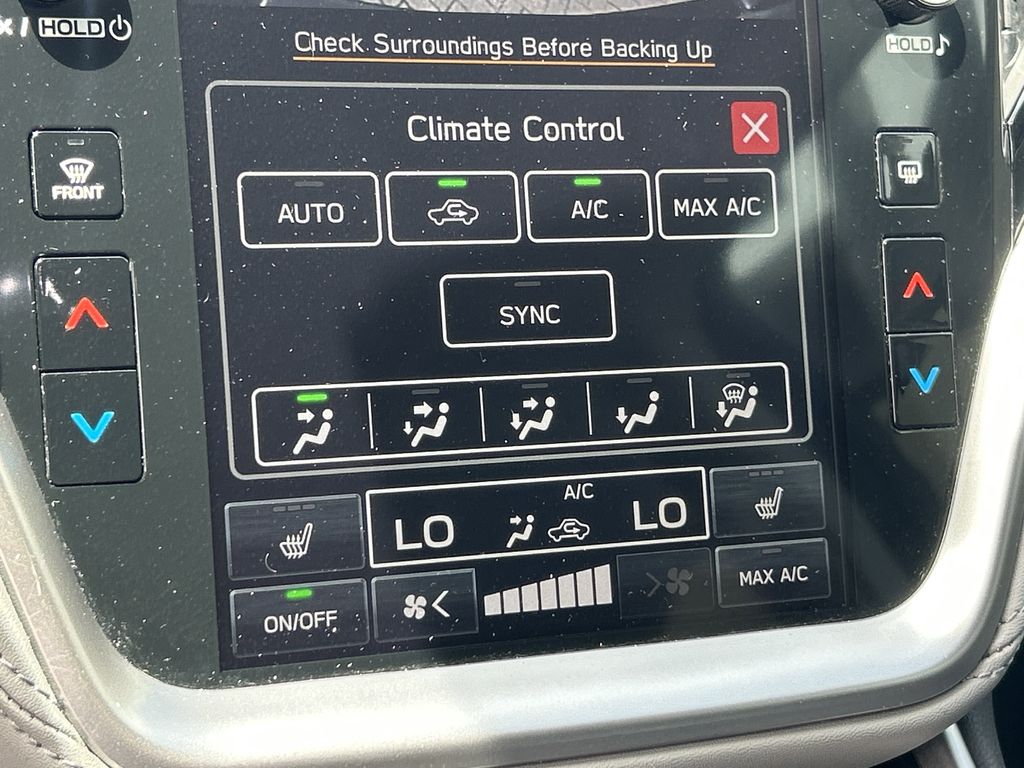 x / HOLD
HOLD
Check Surroundings Before Backing Up
Climate Control
FRONT
AUTO
A/C
MAX A/C
SYNC
A/C
LO
LO
ON/OFF
MAX A/C